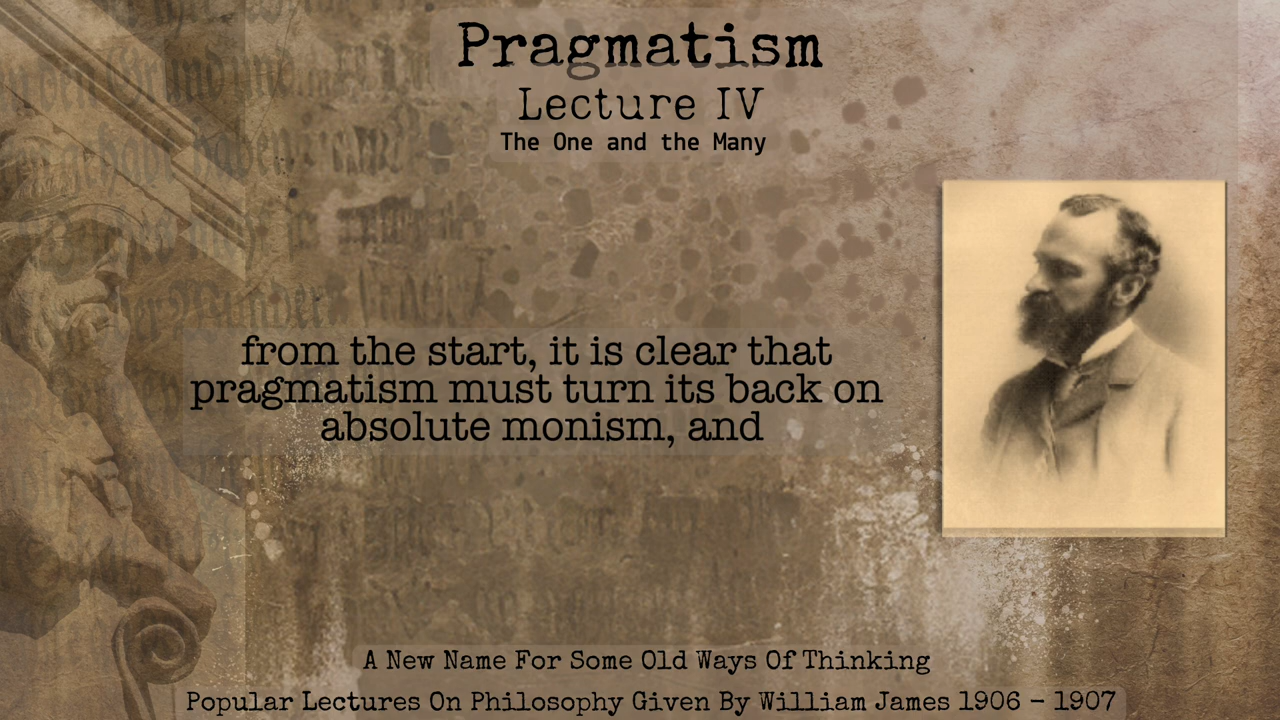 Pragmatism
Lecture IV
The One and the Many
from the start, it is clear that
pragmatism must turn its back on
absolute monism, and
A New Name For Some Old Ways Of Thinking
Popular Lectures On Philosophy Given By William James 1906 - 1907